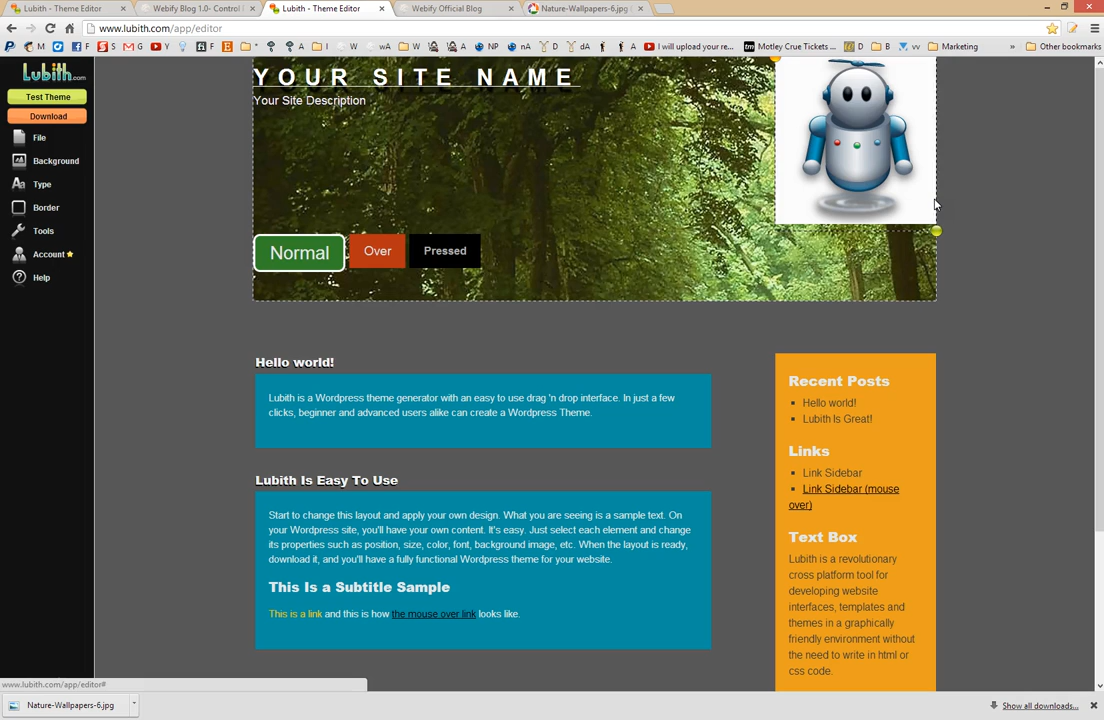 Lubith - Theme Editor
Webify Blog 1.0- Control P
Lubith - Theme Editor
Webify Official Blog
Nature-Wallpapers-6.jpg
www.lubith.com/app/editor
M
S
G
Y
F
I
W
wA
W
A
A
NP
nA
D
dA
I
A
I will upload your re...
Motley Crue Tickets ...
D
B
vv
Marketing
»
Other bookmarks
Lubith.com
Test Theme
Download
File
Background
Type
Border
Tools
Account
Help
YOUR SITE NAME
Your Site Description
Normal
Over
Pressed
Hello world!
Lubith is a Wordpress theme generator with an easy to use drag 'n drop interface. In just a few
clicks, beginner and advanced users alike can create a Wordpress Theme.
Lubith Is Easy To Use
Start to change this layout and apply your own design. What you are seeing is a sample text. On
your Wordpress site, you'll have your own content. It's easy. Just select each element and change
its properties such as position, size, color, font, background image, etc. When the layout is ready,
download it, and you'll have a fully functional Wordpress theme for your website.
This Is a Subtitle Sample
This is a link and this is how the mouse over link looks like.
Recent Posts
Hello world!
Lubith Is Great!
Links
Link Sidebar
Link Sidebar (mouse
over)
Text Box
Lubith is a revolutionary
cross platform tool for
developing website
interfaces, templates and
themes in a graphically
friendly environment without
the need to write in html or
css code.
www.lubith.com/app/editor#
Nature-Wallpapers-6.jpg
Show all downloads...